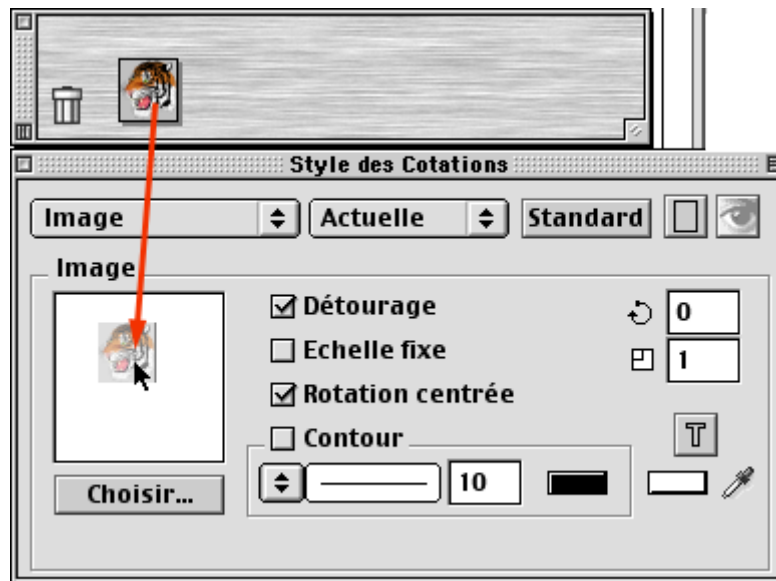 Style des Cotations
Image Actuelle Standard
Image
Détourage 0
Echelle fixe 1
Rotation centrée
Contour T
10
Choisir...